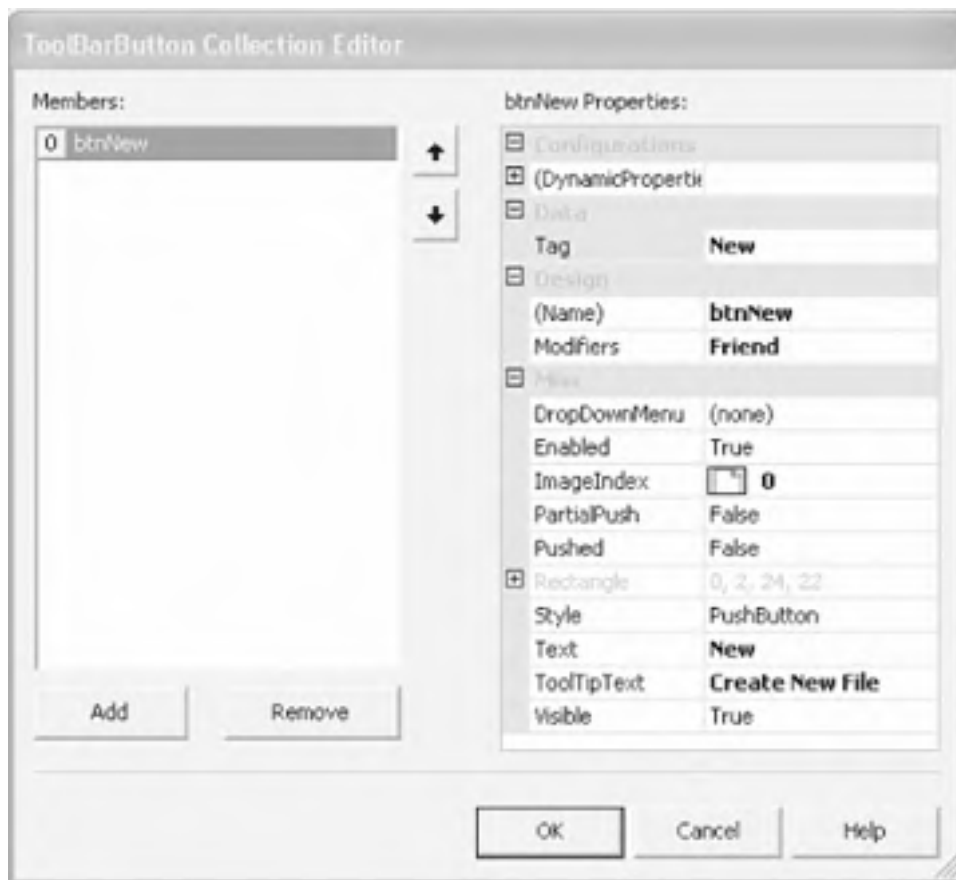 ToolBarButton Collection Editor
Members:
0 btnNew
Add
Remove
btnNew Properties:
Configurations
(DynamicPropertie
Data
Tag New
Design
(Name) btnNew
Modifiers Friend
Misc
DropDownMenu (none)
Enabled True
ImageIndex 0
PartialPush False
Pushed False
Rectangle 0, 2, 24, 22
Style PushButton
Text New
ToolTipText Create New File
Visible True
OK
Cancel
Help